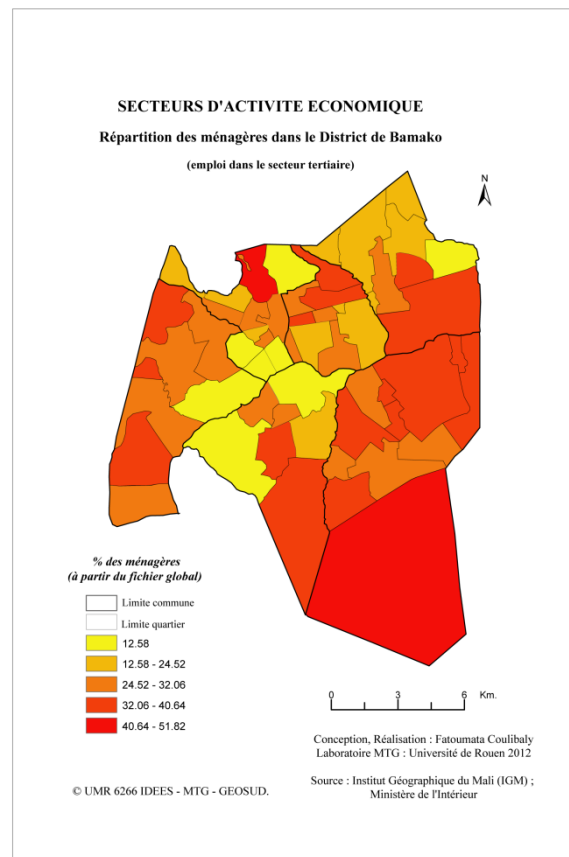 SECTEURS D'ACTIVITE ECONOMIQUE
Répartition des ménagères dans le District de Bamako
(emploi dans le secteur tertiaire)
N
% des ménagères
(à partir du fichier global)
Limite commune
Limite quartier
12.58
12.58 - 24.52
24.52 - 32.06
32.06 - 40.64
40.64 - 51.82
0 3 6 Km.
Conception, Réalisation : Fatoumata Coulibaly
Laboratoire MTG : Université de Rouen 2012
Source : Institut Géographique du Mali (IGM) ;
Ministère de l'Intérieur
© UMR 6266 IDEES - MTG - GEOSUD.